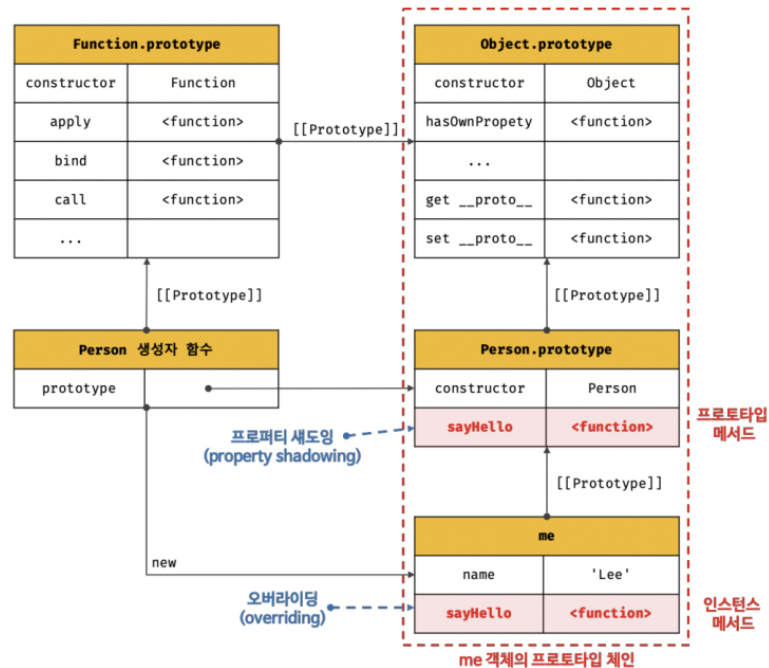 Function.prototype
constructor Function
apply <function>
bind <function>
call <function>
...
[[Prototype]]
Object.prototype
constructor Object
hasOwnPropety <function>
...
get __proto__ <function>
set __proto__ <function>
[[Prototype]]
[[Prototype]]
Person 생성자 함수
prototype
Person.prototype
constructor Person
sayHello <function>
프로토타입
메서드
프로퍼티 섀도잉
(property shadowing)
[[Prototype]]
new
me
name 'Lee'
sayHello <function>
오버라이딩
(overriding)
인스턴스
메서드
me 객체의 프로토타입 체인